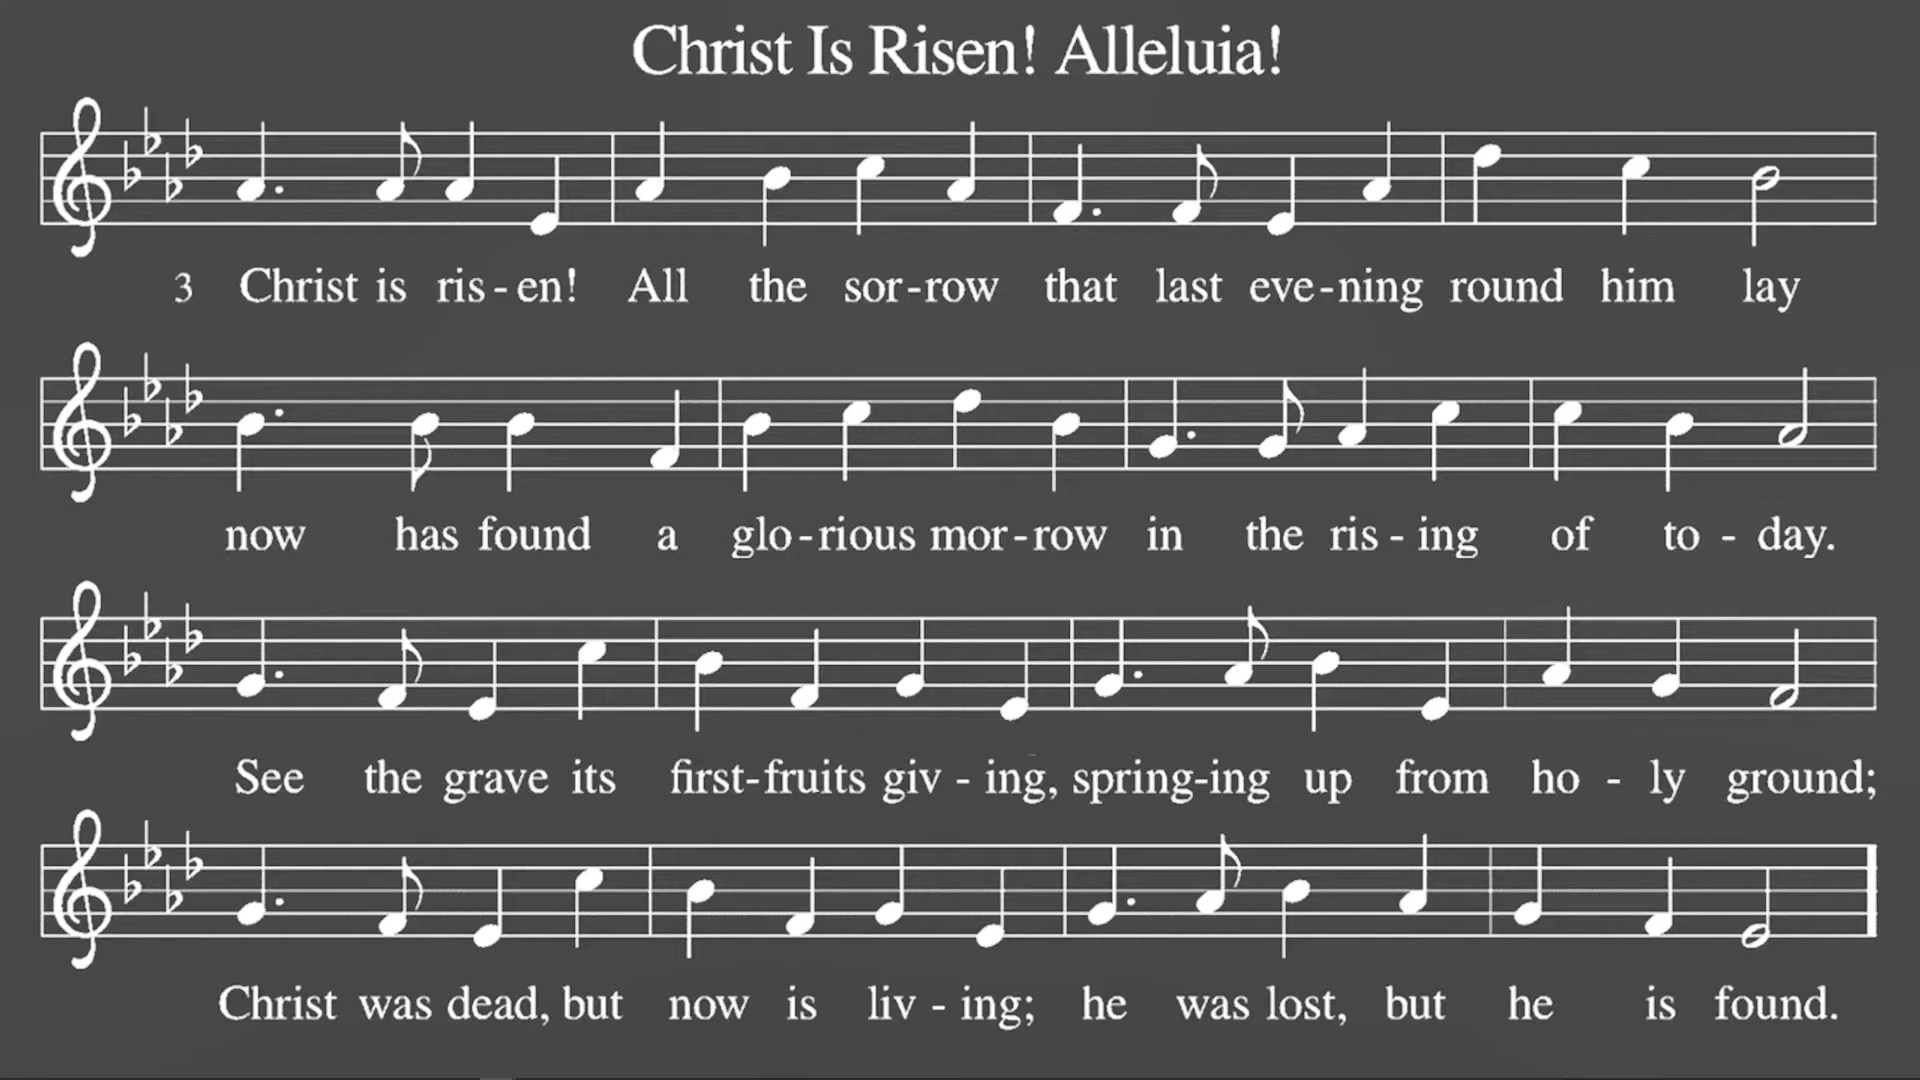 Christ Is Risen! Alleluia!
3 Christ is ris - en! All the sor - row that last eve - ning round him lay
now has found a glo - rious mor - row in the ris - ing of to - day.
See the grave its first - fruits giv - ing, spring - ing up from ho - ly ground;
Christ was dead, but now is liv - ing; he was lost, but he is found.